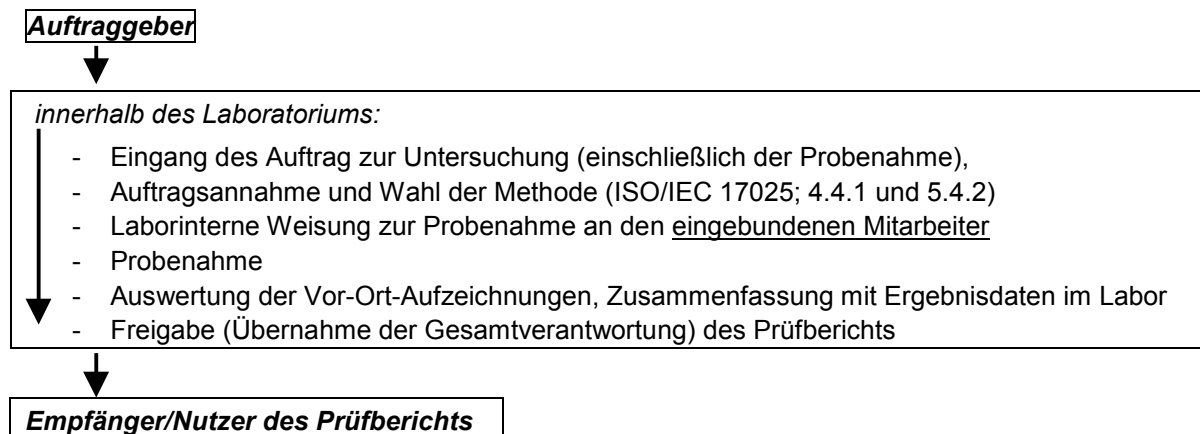 Auftraggeber
innerhalb des Laboratoriums:
- Eingang des Auftrag zur Untersuchung (einschließlich der Probenahme),
- Auftragsannahme und Wahl der Methode (ISO/IEC 17025; 4.4.1 und 5.4.2)
- Laborinterne Weisung zur Probenahme an den eingebundenen Mitarbeiter
- Probenahme
- Auswertung der Vor-Ort-Aufzeichnungen, Zusammenfassung mit Ergebnisdaten im Labor
- Freigabe (Übernahme der Gesamtverantwortung) des Prüfberichts
Empfänger/Nutzer des Prüfberichts